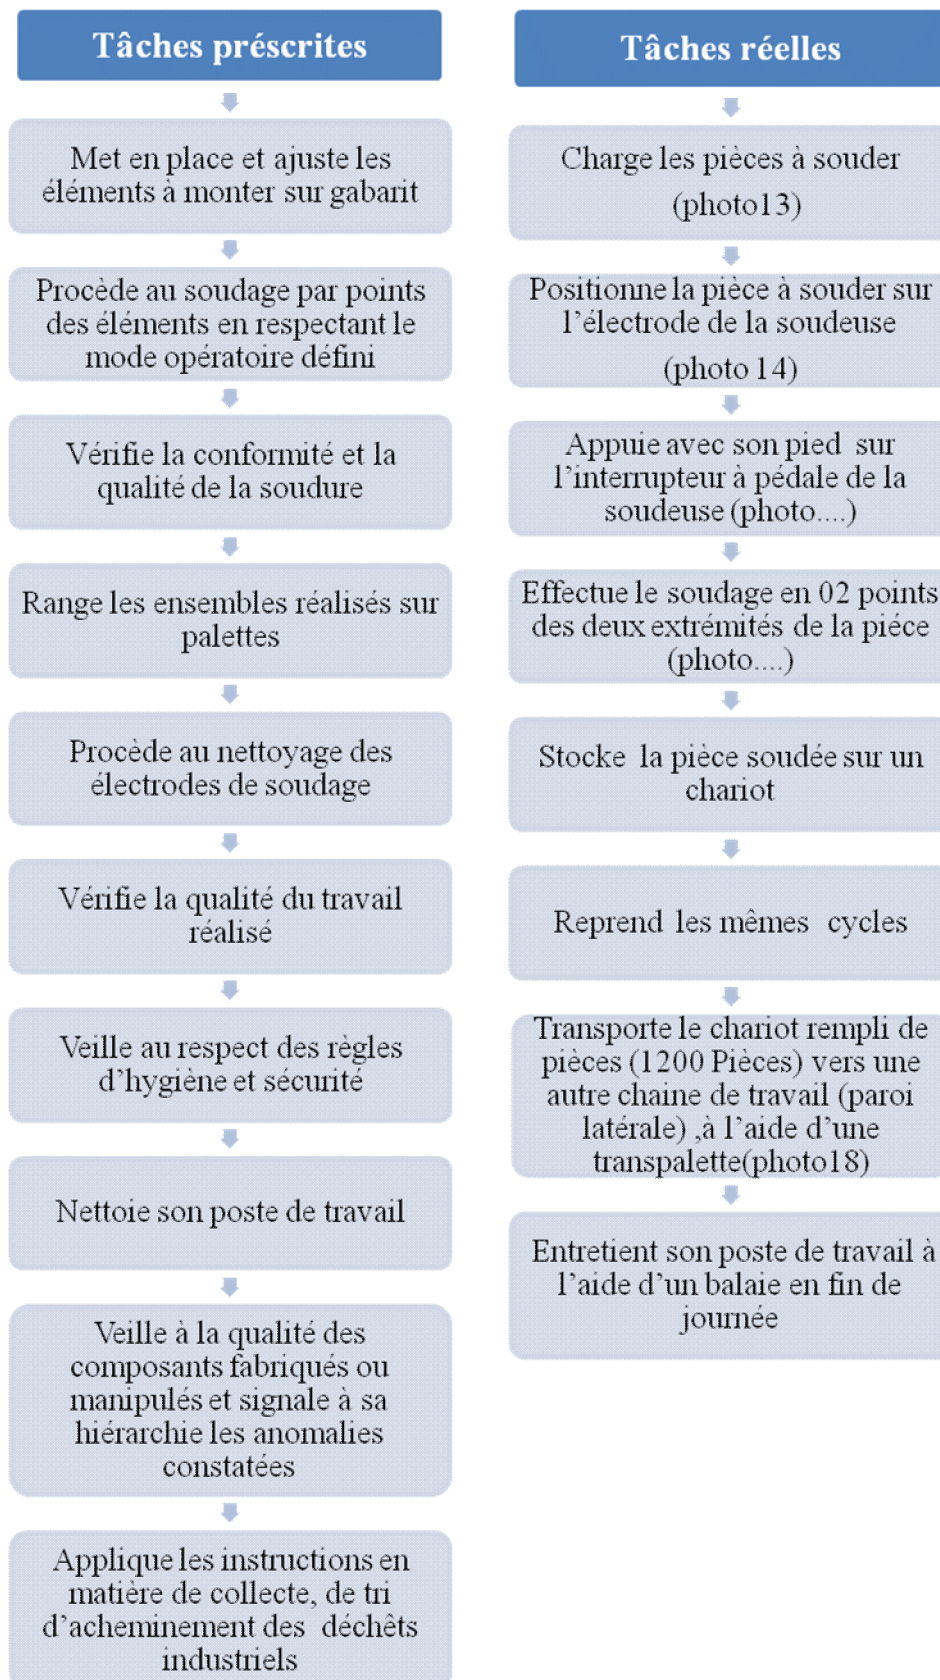 Tâches préscrites
Met en place et ajuste les
éléments à monter sur gabarit
Procède au soudage par points
des éléments en respectant le
mode opératoire défini
Vérifie la conformité et la
qualité de la soudure
Range les ensembles réalisés sur
palettes
Procède au nettoyage des
électrodes de soudage
Vérifie la qualité du travail
réalisé
Veille au respect des règles
d’hygiène et sécurité
Nettoie son poste de travail
Veille à la qualité des
composants fabriqués ou
manipulés et signale à sa
hiérarchie les anomalies
constatées
Applique les instructions en
matière de collecte, de tri
d’acheminement des déchêts
industriels
Tâches réelles
Charge les pièces à souder
(photo13)
Positionne la pièce à souder sur
l’électrode de la soudeuse
(photo 14)
Appuie avec son pied sur
l’interrupteur à pédale de la
soudeuse (photo....)
Effectue le soudage en 02 points
des deux extrémités de la piéce
(photo....)
Stocke la pièce soudée sur un
chariot
Reprend les mêmes cycles
Transporte le chariot rempli de
pièces (1200 Pièces) vers une
autre chaine de travail (paroi
latérale) ,à l’aide d’une
transpalette(photo18)
Entretient son poste de travail à
l’aide d’un balaie en fin de
journée